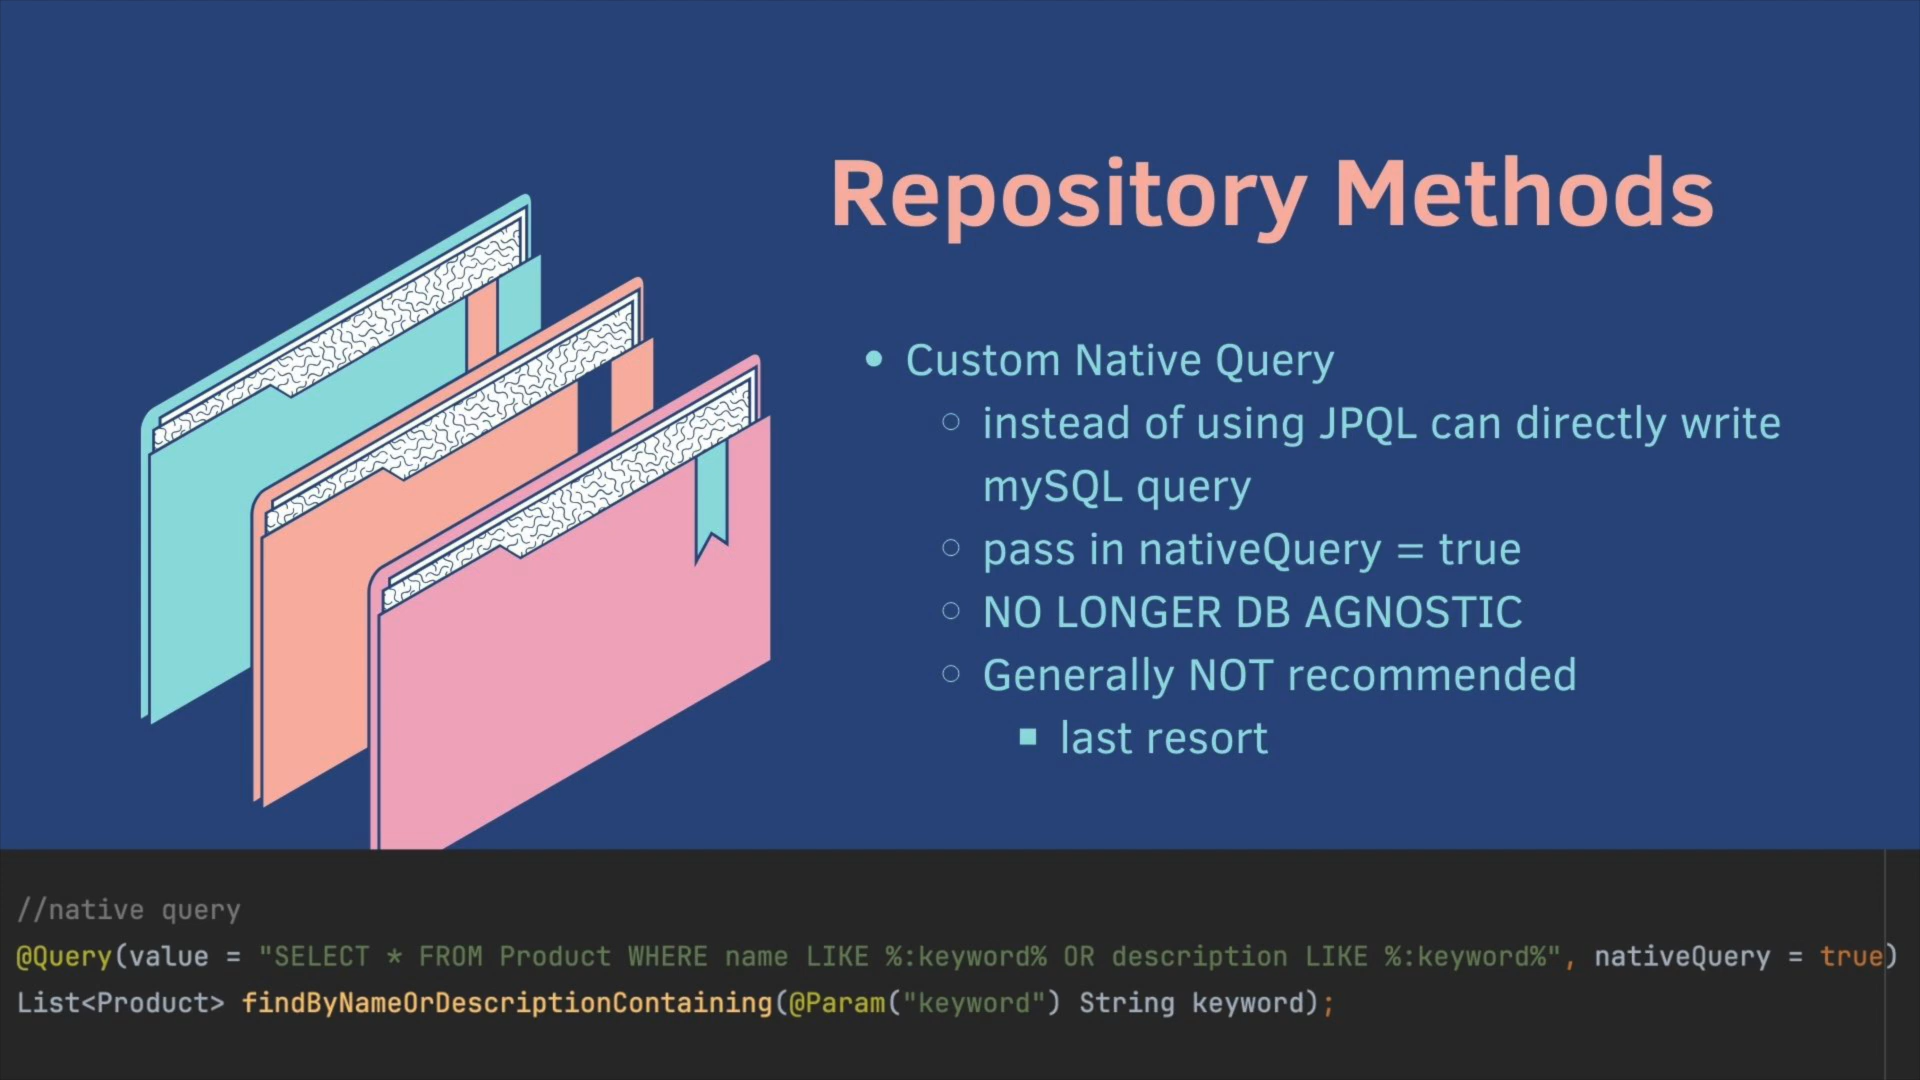 Repository Methods
• Custom Native Query
○ instead of using JPQL can directly write
mySQL query
○ pass in nativeQuery = true
○ NO LONGER DB AGNOSTIC
○ Generally NOT recommended
■ last resort
//native query
@Query(value = "SELECT * FROM Product WHERE name LIKE %:keyword% OR description LIKE %:keyword%", nativeQuery = true)
List<Product> findByNameOrDescriptionContaining(@Param("keyword") String keyword);